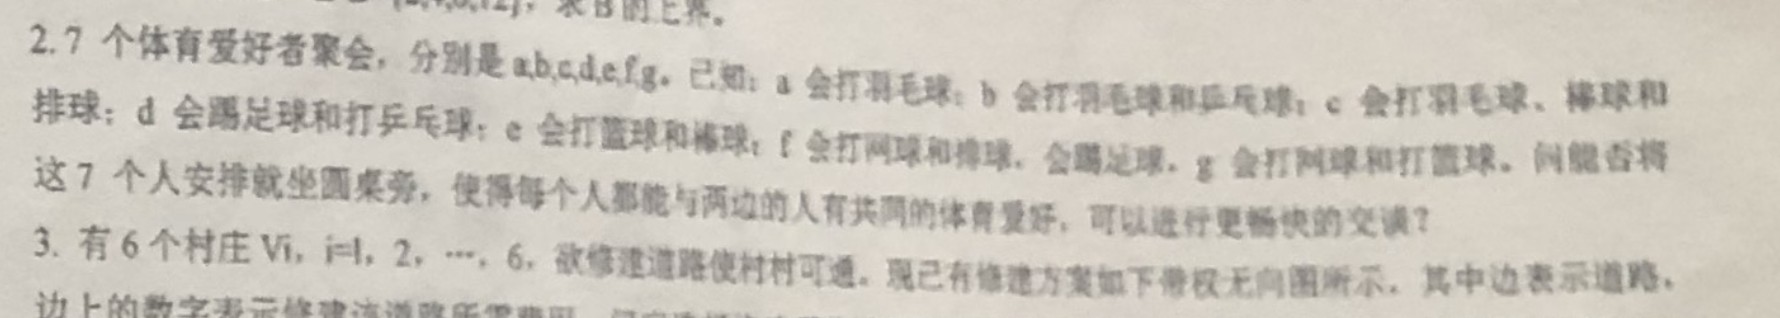 求B的上界。
2.7 个体育爱好者聚会，分别是a,b,c,d,e,f,g。已知：a 会打羽毛球；b 会打羽毛球和乒乓球；c 会打羽毛球、棒球和
排球；d 会踢足球和打乒乓球；e 会打篮球和棒球；f 会打网球和排球、会踢足球。g 会打网球和打篮球。问能否将
这7 个人安排就坐圆桌旁，使得每个人都能与两边的人有共同的体育爱好，可以进行更畅快的交谈？
3. 有6个村庄Vi，i=1，2，…，6，欲修建道路使村村可通。现已有修建方案如下带权无向图所示，其中边表示道路，
边上的数字表示修建该道路所需费用，